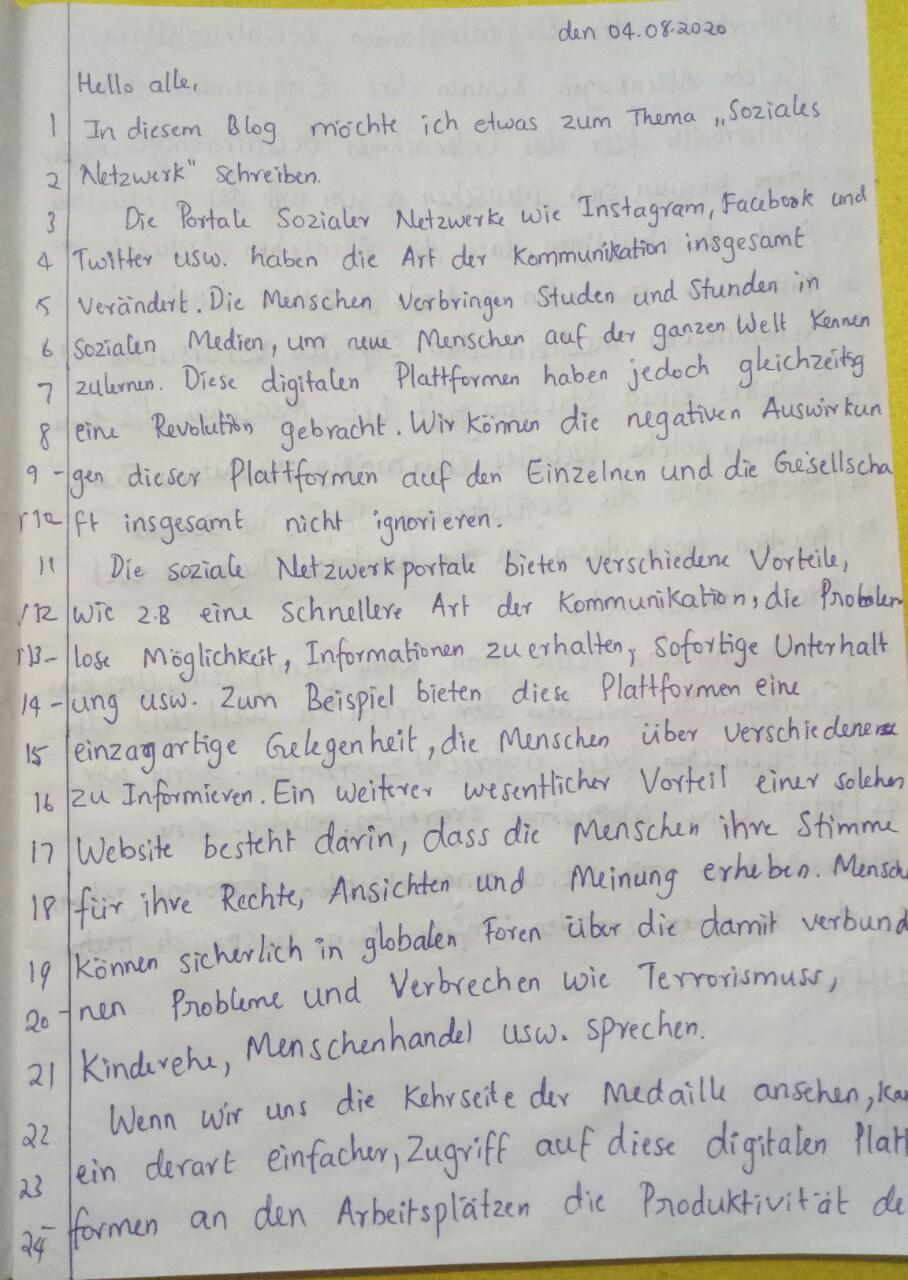 den 04.08.2020
Hello alle,
1 In diesem Blog möchte ich etwas zum Thema „Soziales
2 Netzwerk" schreiben.
3 Die Portale Sozialer Netzwerke wie Instagram, Facebook und
4 Twitter usw. haben die Art der Kommunikation insgesamt
5 verändert. Die Menschen verbringen Studen und Stunden in
6 sozialen Medien, um neue Menschen auf der ganzen Welt kennen
7 zulernen. Diese digitalen Plattformen haben jedoch gleichzeitig
8 eine Revolution gebracht. Wir können die negativen Auswirkun
9 - gen dieser Plattformen auf den Einzelnen und die Gesellscha
10 ft insgesamt nicht ignorieren.
11 Die soziale Netzwerkportale bieten verschiedene Vorteile,
12 wie z.B eine schnellere Art der Kommunikation, die Problem
13 - lose Möglichkeit, Informationen zu erhalten, sofortige Unterhalt
14 - ung usw. Zum Beispiel bieten diese Plattformen eine
15 einzagartige Gelegenheit, die Menschen über verschiedene
16 zu Informieren. Ein weiterer wesentlicher Vorteil einer solchen
17 Website besteht darin, dass die Menschen ihre Stimme
18 für ihre Rechte, Ansichten und Meinung erheben. Mensch
19 können sicherlich in globalen Foren über die damit verbund
20 - nen Probleme und Verbrechen wie Terrorismuss,
21 Kinderehe, Menschenhandel usw. sprechen.
22 Wenn wir uns die Kehrseite der Medaille ansehen, ka
23 ein derart einfacher, Zugriff auf diese digitalen Platt
24 - formen an den Arbeitsplätzen die Produktivität de